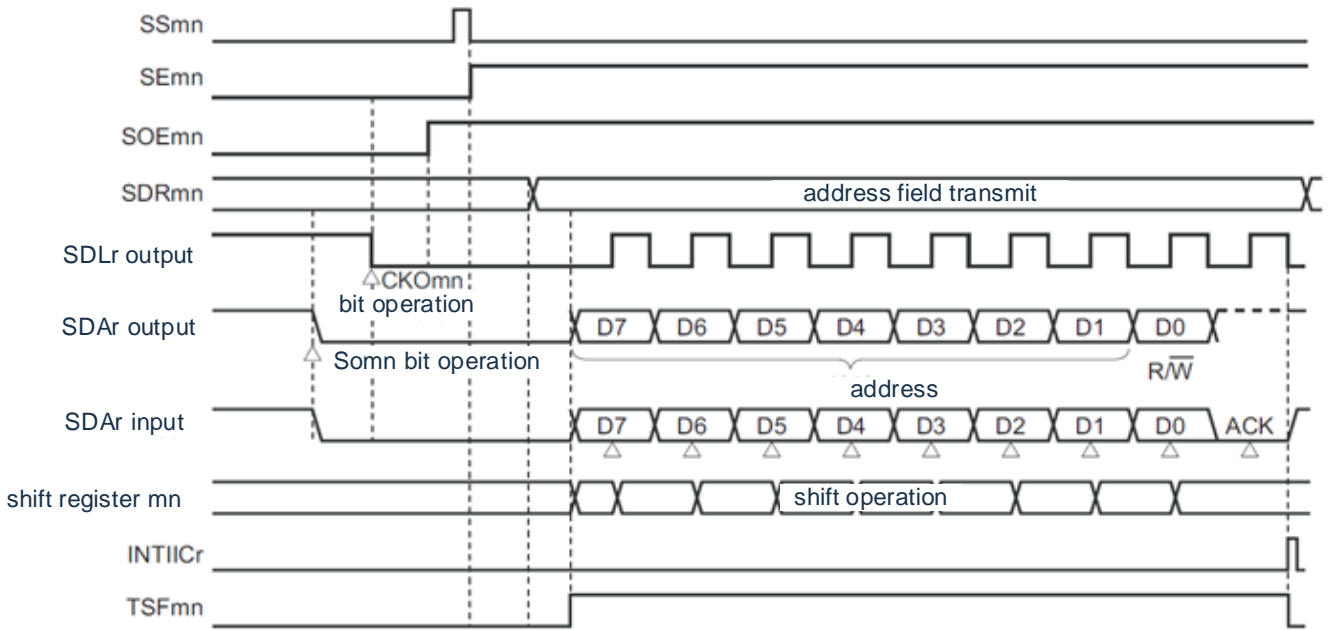 SSmn
SEmn
SOEmn
SDRmn
address field transmit
SDLr output
CKOmn
bit operation
SDAr output
D7 D6 D5 D4 D3 D2 D1 D0
Somn bit operation
R/W
address
SDAr input
D7 D6 D5 D4 D3 D2 D1 D0 ACK
shift register mn
shift operation
INTIICr
TSFmn